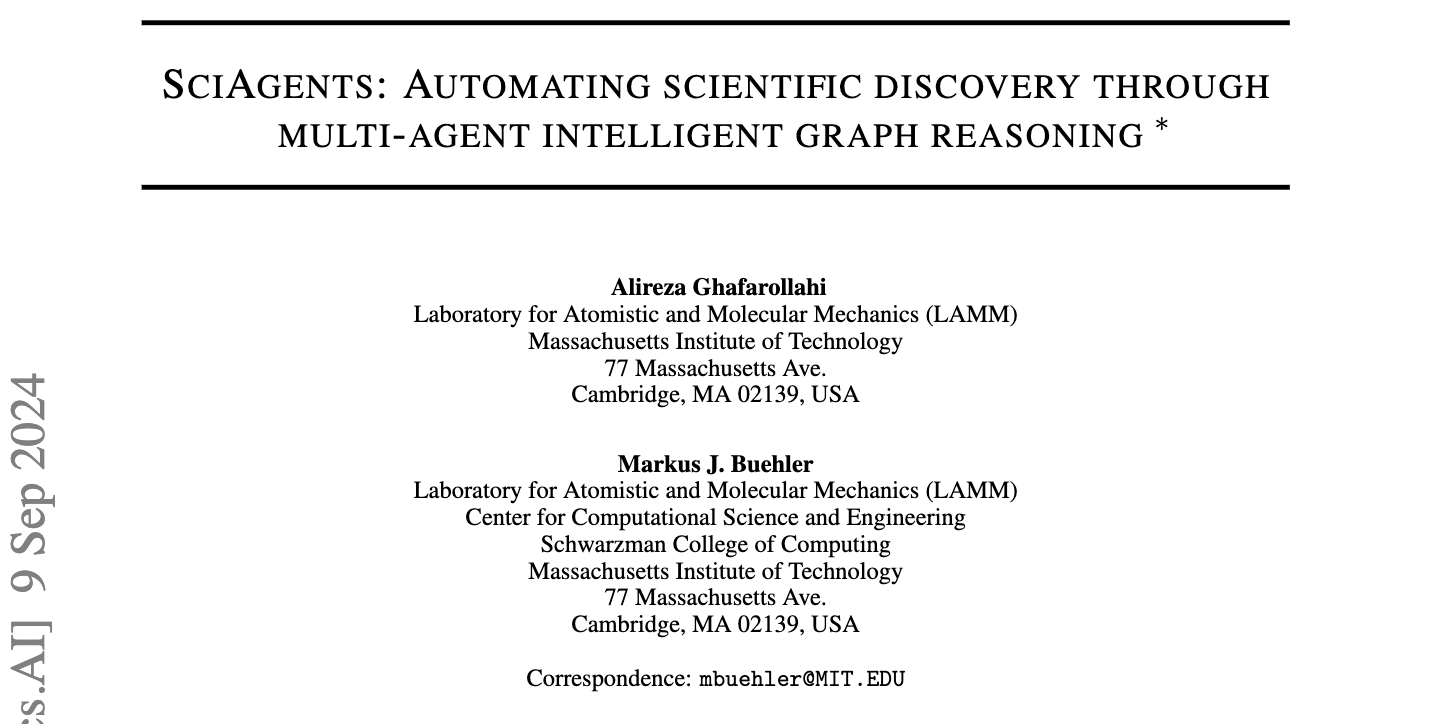 SCIAGENTS: AUTOMATING SCIENTIFIC DISCOVERY THROUGH
MULTI-AGENT INTELLIGENT GRAPH REASONING *
Alireza Ghafarollahi
Laboratory for Atomistic and Molecular Mechanics (LAMM)
Massachusetts Institute of Technology
77 Massachusetts Ave.
Cambridge, MA 02139, USA
Markus J. Buehler
Laboratory for Atomistic and Molecular Mechanics (LAMM)
Center for Computational Science and Engineering
Schwarzman College of Computing
Massachusetts Institute of Technology
77 Massachusetts Ave.
Cambridge, MA 02139, USA
Correspondence: mbuehler@MIT.EDU
cs.AI] 9 Sep 2024